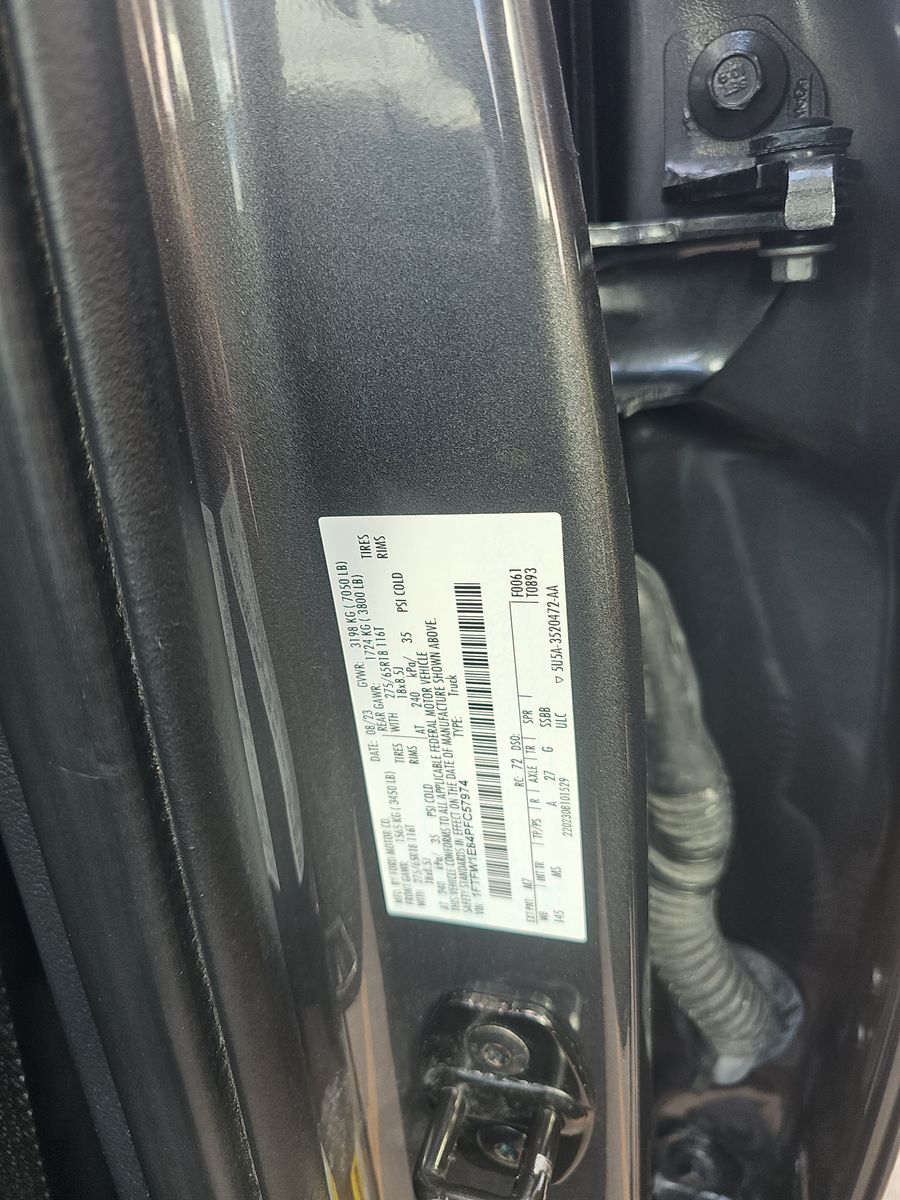 MFD. BY FORD MOTOR CO.
DATE: 08/23 GVWR: 3198 KG ( 7050 LB)
FRONT GAWR: 1565 KG ( 3450 LB) REAR GAWR: 1724 KG ( 3800 LB)
WITH 275/65R18 116T TIRES WITH 275/65R18 116T TIRES
18x8.5J RIMS 18x8.5J RIMS
AT 240 kPa/ 35 PSI COLD AT 240 kPa/ 35 PSI COLD
THIS VEHICLE CONFORMS TO ALL APPLICABLE FEDERAL MOTOR VEHICLE
SAFETY STANDARDS IN EFFECT ON THE DATE OF MANUFACTURE SHOWN ABOVE.
VIN: 1FTFW1E84PFC57974 TYPE: Truck
F0061
T0893
EXT PNT: M7 RC: 72 DSO:
WB INT TR TP/PS R AXLE TR SPR
145 MS A 27 G SSBB
2202308101529 ULC ▽ 5U5A-3520472-AA